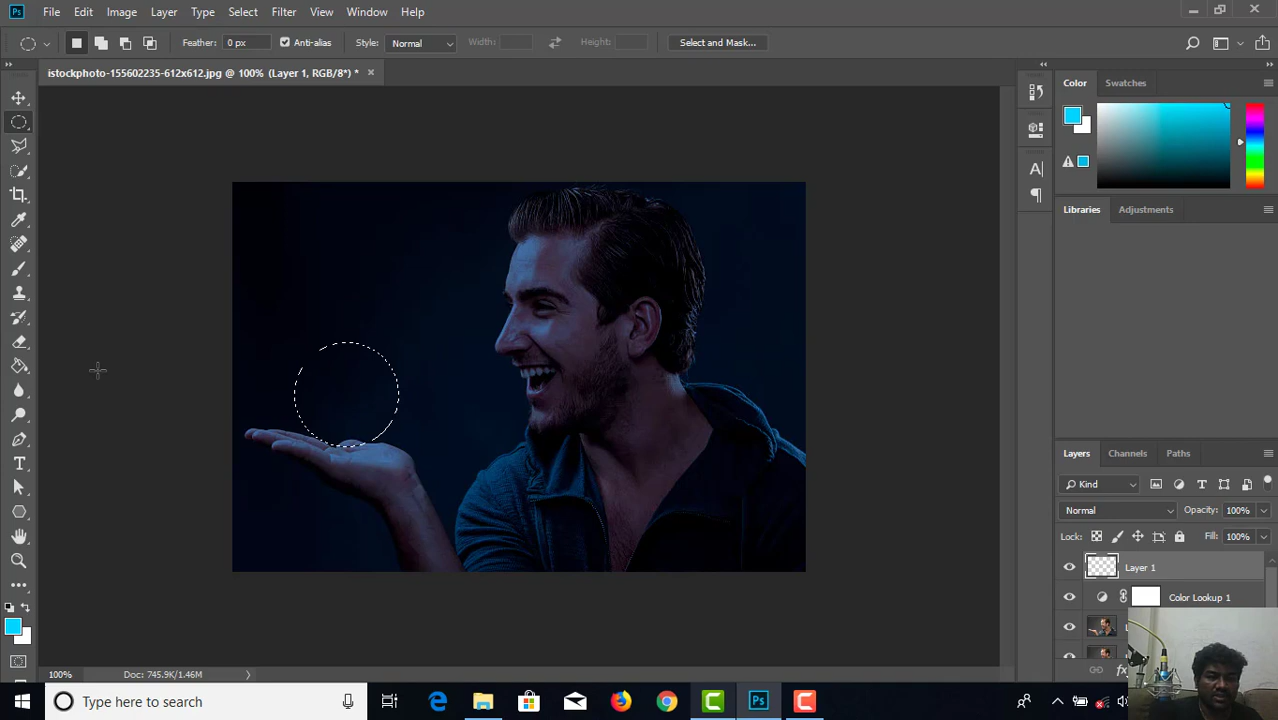 Ps File Edit Image Layer Type Select Filter View Window Help
Feather: 0 px Anti-alias Style: Normal Width: Height: Select and Mask...
istockphoto-155602235-612x612.jpg @ 100% (Layer 1, RGB/8*) * ×
Color Swatches
Libraries Adjustments
Layers Channels Paths
Kind
Normal Opacity: 100%
Lock: Fill: 100%
Layer 1
Color Lookup 1
fx
100% Doc: 745.9K/1.46M
Type here to search